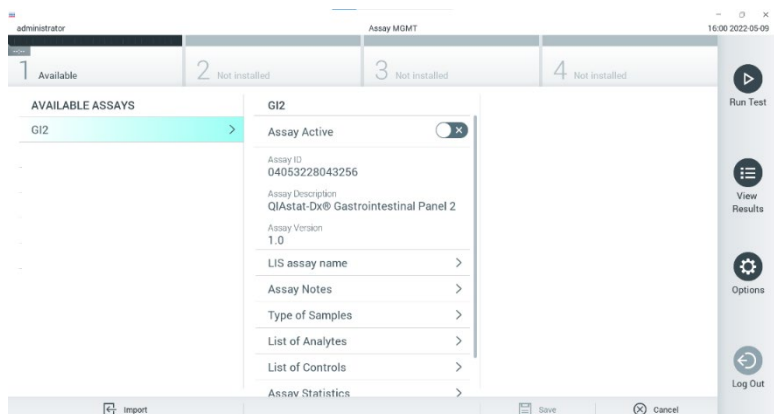 administrator
Assay MGMT
16:00 2022-05-09
1 Available
2 Not installed
3 Not installed
4 Not installed
Run Test
View
Results
Options
Log Out
AVAILABLE ASSAYS
GI2
GI2
Assay Active
Assay ID
04053228043256
Assay Description
QIAstat-Dx® Gastrointestinal Panel 2
Assay Version
1.0
LIS assay name
Assay Notes
Type of Samples
List of Analytes
List of Controls
Assay Statistics
Import
Save
Cancel